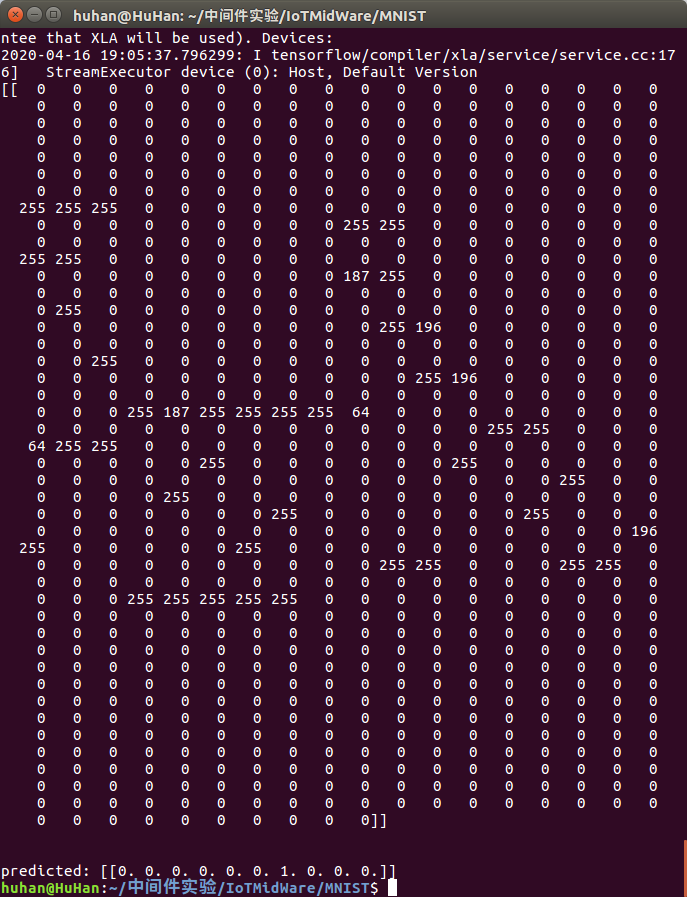 huhan@HuHan: ~/中间件实验/IoTMidWare/MNIST
ntee that XLA will be used). Devices:
2020-04-16 19:05:37.796299: I tensorflow/compiler/xla/service/service.cc:17
6]   StreamExecutor device (0): Host, Default Version
[[  0   0   0   0   0   0   0   0   0   0   0   0   0   0   0   0   0   0
    0   0   0   0   0   0   0   0   0   0   0   0   0   0   0   0   0   0
    0   0   0   0   0   0   0   0   0   0   0   0   0   0   0   0   0   0
    0   0   0   0   0   0   0   0   0   0   0   0   0   0   0   0   0   0
    0   0   0   0   0   0   0   0   0   0   0   0   0   0   0   0   0   0
    0   0   0   0   0   0   0   0   0   0   0   0   0   0   0   0   0   0
    0   0   0   0   0   0   0   0   0   0   0   0   0   0   0   0   0   0
  255 255 255   0   0   0   0   0   0   0   0   0   0   0   0   0   0   0
    0   0   0   0   0   0   0   0   0 255 255   0   0   0   0   0   0   0
    0   0   0   0   0   0   0   0   0   0   0   0   0   0   0   0   0   0
  255 255   0   0   0   0   0   0   0   0   0   0   0   0   0   0   0   0
    0   0   0   0   0   0   0   0   0 187 255   0   0   0   0   0   0   0
    0   0   0   0   0   0   0   0   0   0   0   0   0   0   0   0   0   0
    0 255   0   0   0   0   0   0   0   0   0   0   0   0   0   0   0   0
    0   0   0   0   0   0   0   0   0   0 255 196   0   0   0   0   0   0
    0   0   0   0   0   0   0   0   0   0   0   0   0   0   0   0   0   0
    0   0 255   0   0   0   0   0   0   0   0   0   0   0   0   0   0   0
    0   0   0   0   0   0   0   0   0   0   0 255 196   0   0   0   0   0
    0   0   0   0   0   0   0   0   0   0   0   0   0   0   0   0   0   0
    0   0   0 255 187 255 255 255 255  64   0   0   0   0   0   0   0   0
    0   0   0   0   0   0   0   0   0   0   0   0   0 255 255   0   0   0
   64 255 255   0   0   0   0   0   0   0   0   0   0   0   0   0   0   0
    0   0   0   0   0 255   0   0   0   0   0   0 255   0   0   0   0   0
    0   0   0   0   0   0   0   0   0   0   0   0   0   0   0 255   0   0
    0   0   0   0 255   0   0   0   0   0   0   0   0   0   0   0   0   0
    0   0   0   0   0   0   0 255   0   0   0   0   0   0 255   0   0   0
    0   0   0   0   0   0   0   0   0   0   0   0   0   0   0   0   0 196
  255   0   0   0   0   0 255   0   0   0   0   0   0   0   0   0   0   0
    0   0   0   0   0   0   0   0   0   0 255 255   0   0   0 255 255   0
    0   0   0   0   0   0   0   0   0   0   0   0   0   0   0   0   0   0
    0   0   0 255 255 255 255 255   0   0   0   0   0   0   0   0   0   0
    0   0   0   0   0   0   0   0   0   0   0   0   0   0   0   0   0   0
    0   0   0   0   0   0   0   0   0   0   0   0   0   0   0   0   0   0
    0   0   0   0   0   0   0   0   0   0   0   0   0   0   0   0   0   0
    0   0   0   0   0   0   0   0   0   0   0   0   0   0   0   0   0   0
    0   0   0   0   0   0   0   0   0   0   0   0   0   0   0   0   0   0
    0   0   0   0   0   0   0   0   0   0   0   0   0   0   0   0   0   0
    0   0   0   0   0   0   0   0   0   0   0   0   0   0   0   0   0   0
    0   0   0   0   0   0   0   0   0   0   0   0   0   0   0   0   0   0
    0   0   0   0   0   0   0   0   0   0   0   0   0   0   0   0   0   0
    0   0   0   0   0   0   0   0   0   0   0   0   0   0   0   0   0   0
    0   0   0   0   0   0   0   0   0   0   0   0   0   0   0   0   0   0
    0   0   0   0   0   0   0   0   0   0   0   0   0   0   0   0   0   0
    0   0   0   0   0   0   0   0   0   0]]
predicted: [[0. 0. 0. 0. 0. 0. 1. 0. 0. 0.]]
huhan@HuHan:~/中间件实验/IoTMidWare/MNIST$